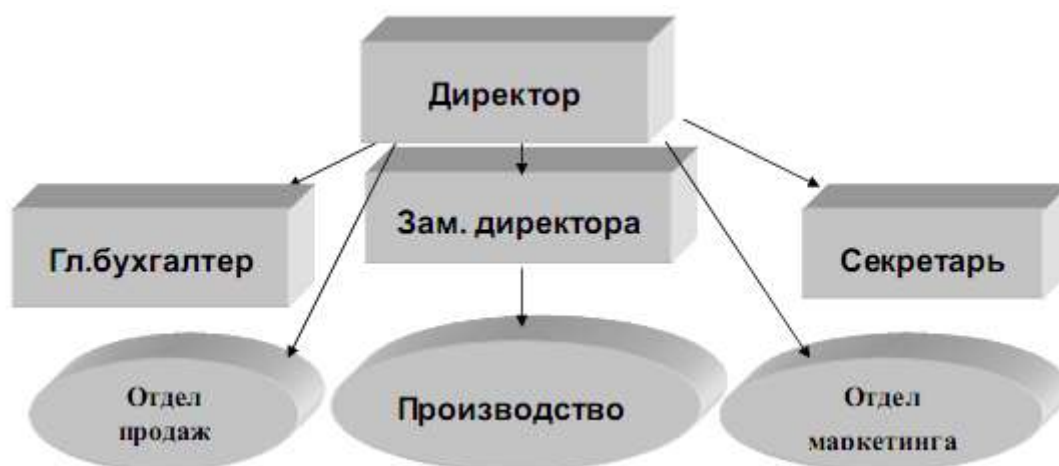 Директор
Гл.бухгалтер
Зам. директора
Секретарь
Отдел
продаж
Производство
Отдел
маркетинга